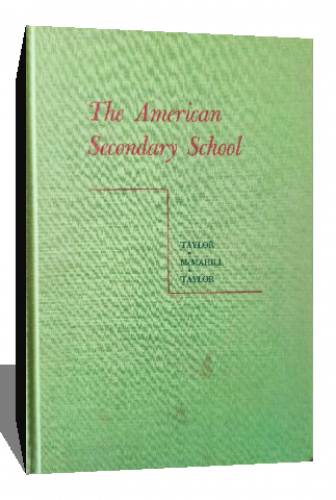 The American
Secondary School
TAYLOR
McMAHILL
TAYLOR